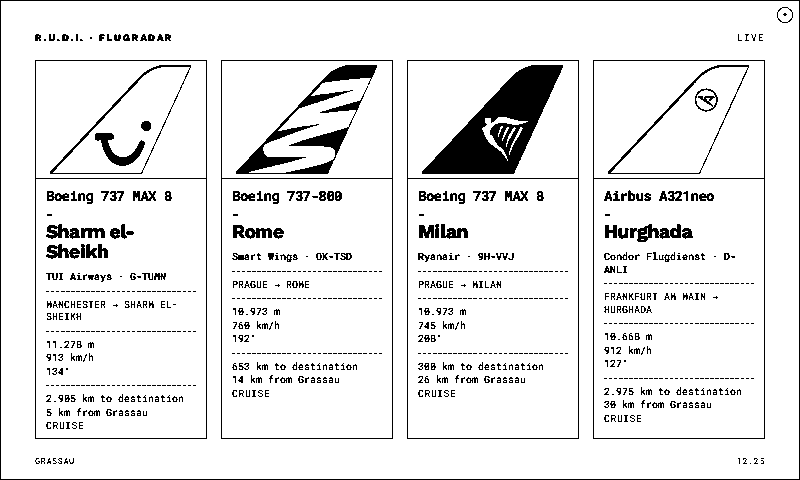 R.U.D.I. · FLUGRADAR
LIVE
Boeing 737 MAX 8
-
Sharm el-
Sheikh
TUI Airways · G-TUMN
MANCHESTER → SHARM EL-
SHEIKH
11.278 m
913 km/h
134°
2.905 km to destination
5 km from Grassau
CRUISE
Boeing 737-800
-
Rome
Smart Wings · OK-TSD
PRAGUE → ROME
10.973 m
760 km/h
192°
653 km to destination
14 km from Grassau
CRUISE
Boeing 737 MAX 8
-
Milan
Ryanair · 9H-VVJ
PRAGUE → MILAN
10.973 m
745 km/h
208°
300 km to destination
26 km from Grassau
CRUISE
Airbus A321neo
-
Hurghada
Condor Flugdienst · D-
ANLI
FRANKFURT AM MAIN →
HURGHADA
10.668 m
912 km/h
127°
2.975 km to destination
30 km from Grassau
CRUISE
GRASSAU
12:25